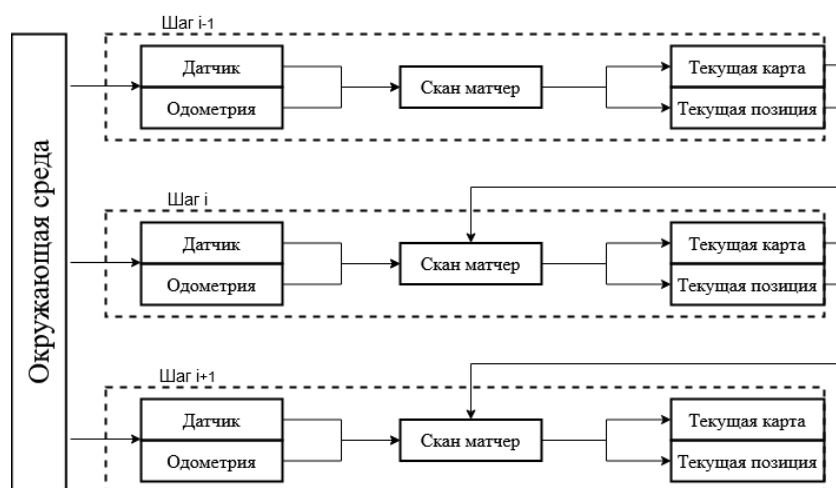 Окружающая среда
Шаг i-1
Датчик
Одометрия
Скан матчер
Текущая карта
Текущая позиция
Шаг i
Датчик
Одометрия
Скан матчер
Текущая карта
Текущая позиция
Шаг i+1
Датчик
Одометрия
Скан матчер
Текущая карта
Текущая позиция